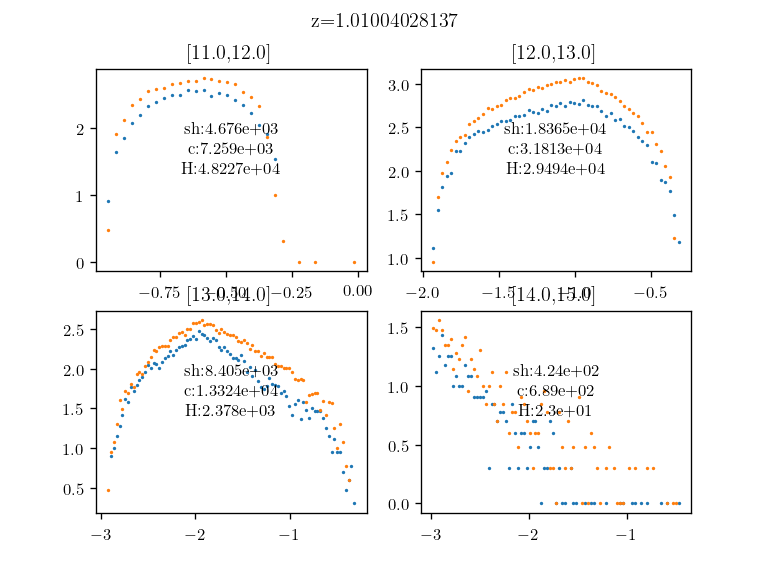 z=1.01004028137
[11.0,12.0]
[12.0,13.0]
2
1
0
sh:4.676e+03
c:7.259e+03
H:4.8227e+04
−0.75
−0.50
−0.25
0.00
3.0
2.5
2.0
1.5
1.0
sh:1.8365e+04
c:3.1813e+04
H:2.9494e+04
−2.0
−1.5
−1.0
−0.5
[13.0,14.0]
[14.0,15.0]
2.5
2.0
1.5
1.0
0.5
sh:8.405e+03
c:1.3324e+04
H:2.378e+03
−3
−2
−1
1.5
1.0
0.5
0.0
sh:4.24e+02
c:6.89e+02
H:2.3e+01
−3
−2
−1